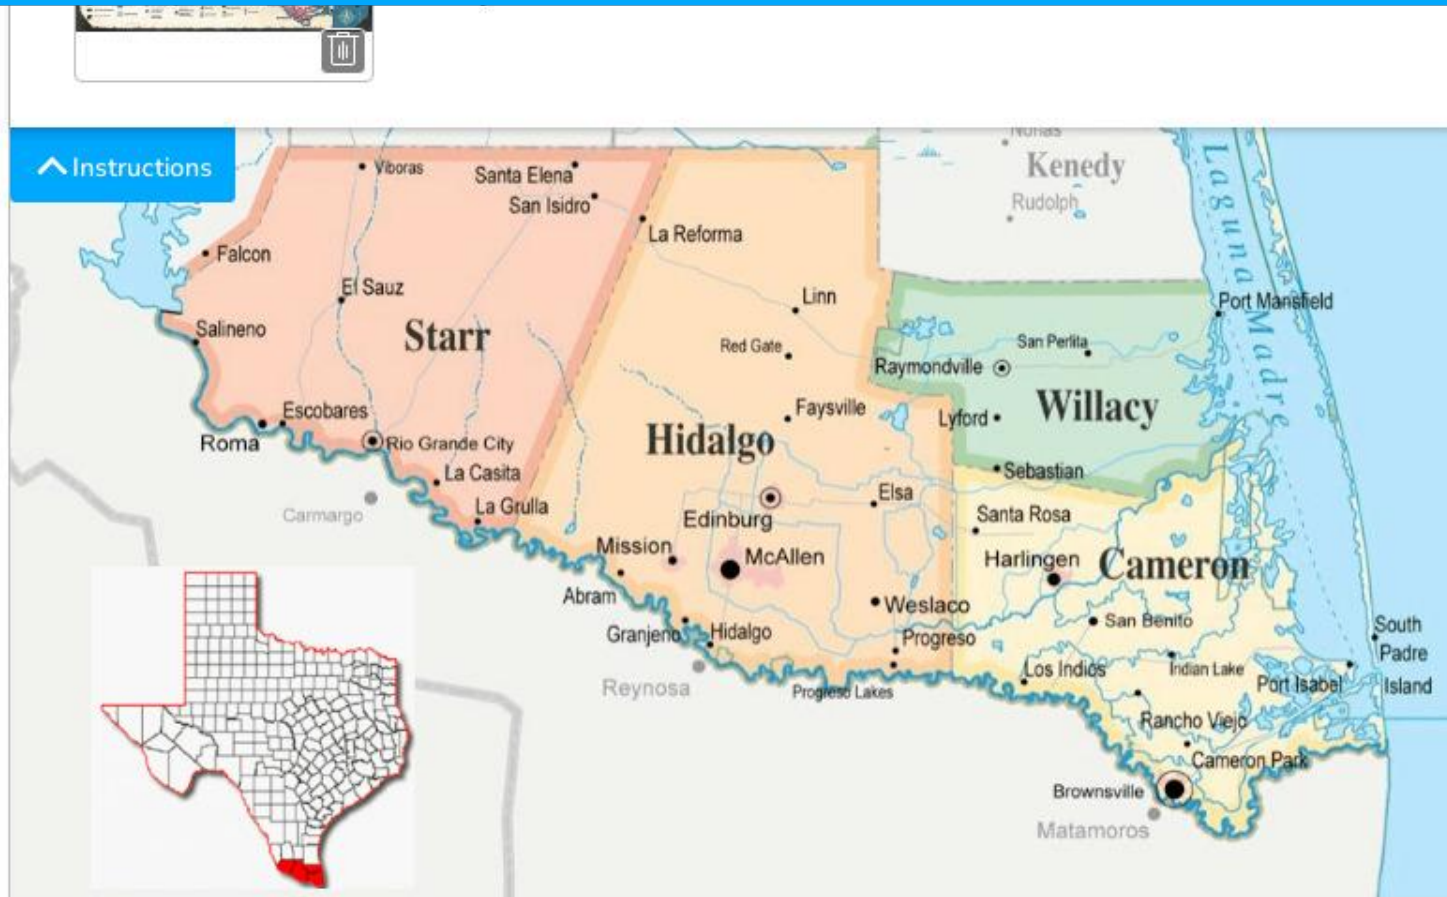 Instructions
Norias
Kenedy
Rudolph
Viboras
Santa Elena
San Isidro
La Reforma
Falcon
El Sauz
Linn
Port Mansfield
Laguna Madre
Salineno
Starr
Red Gate
San Perlita
Raymondville
Willacy
Escobares
Faysville
Lyford
Roma
Rio Grande City
Hidalgo
La Casita
Sebastian
Elsa
La Grulla
Carmargo
Edinburg
Santa Rosa
Mission
McAllen
Harlingen
Cameron
Abram
Weslaco
San Benito
Granjeno
Hidalgo
Progreso
South
Padre
Island
Reynosa
Progreso Lakes
Los Indios
Indian Lake
Port Isabel
Rancho Viejo
Cameron Park
Brownsville
Matamoros